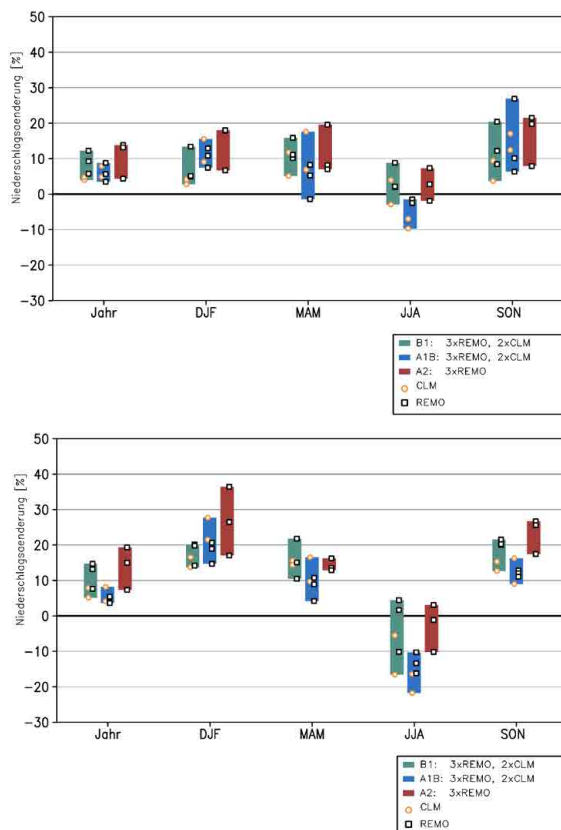 50
40
30
20
10
0
−10
−20
−30
Niederschlagsaenderung [%]
Jahr DJF MAM JJA SON
B1: 3xREMO, 2xCLM
A1B: 3xREMO, 2xCLM
A2: 3xREMO
CLM
REMO
50
40
30
20
10
0
−10
−20
−30
Niederschlagsaenderung [%]
Jahr DJF MAM JJA SON
B1: 3xREMO, 2xCLM
A1B: 3xREMO, 2xCLM
A2: 3xREMO
CLM
REMO